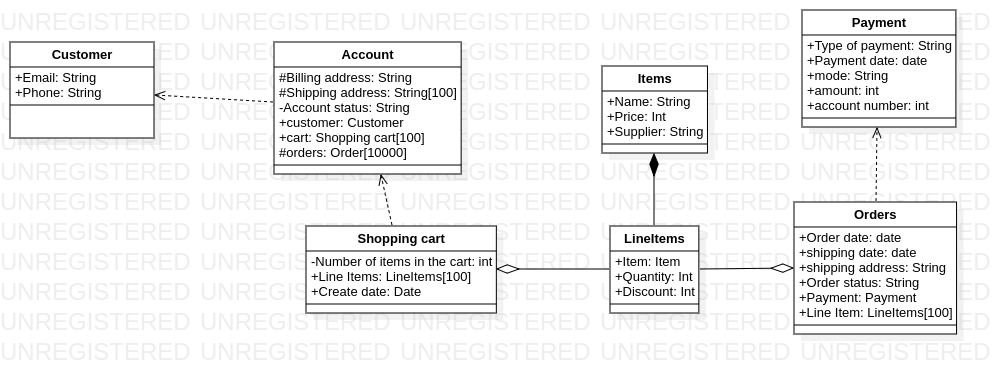 Customer
+Email: String
+Phone: String
Account
#Billing address: String
#Shipping address: String[100]
-Account status: String
+customer: Customer
+cart: Shopping cart[100]
#orders: Order[10000]
Items
+Name: String
+Price: Int
+Supplier: String
Payment
+Type of payment: String
+Payment date: date
+mode: String
+amount: int
+account number: int
Shopping cart
-Number of items in the cart: int
+Line Items: LineItems[100]
+Create date: Date
LineItems
+Item: Item
+Quantity: Int
+Discount: Int
Orders
+Order date: date
+shipping date: date
+shipping address: String
+Order status: String
+Payment: Payment
+Line Item: LineItems[100]
UNREGISTERED UNREGISTERED UNREGISTERED UNREGISTERED UNREGISTERED